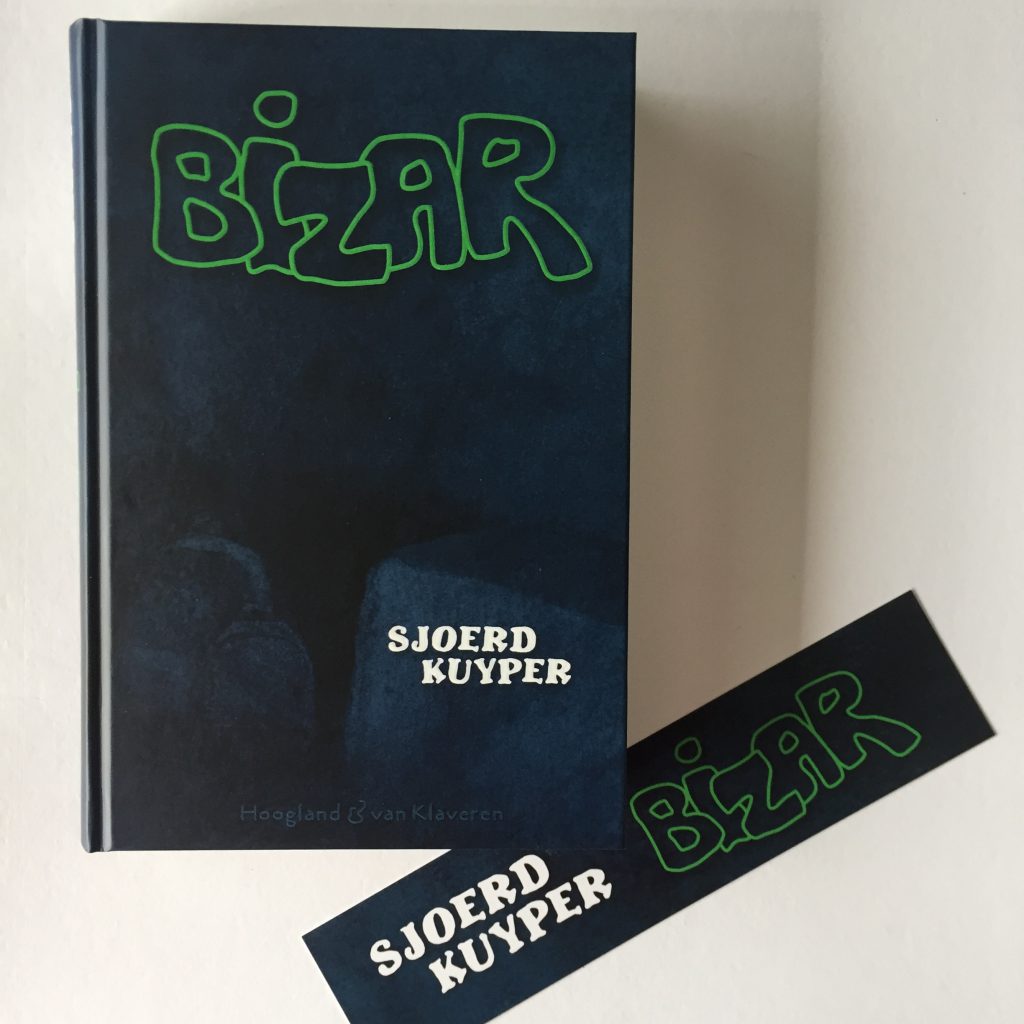 BiZAR
SJOERD
KUYPER
Hoogland & van Klaveren
BiZAR
SJOERD
KUYPER